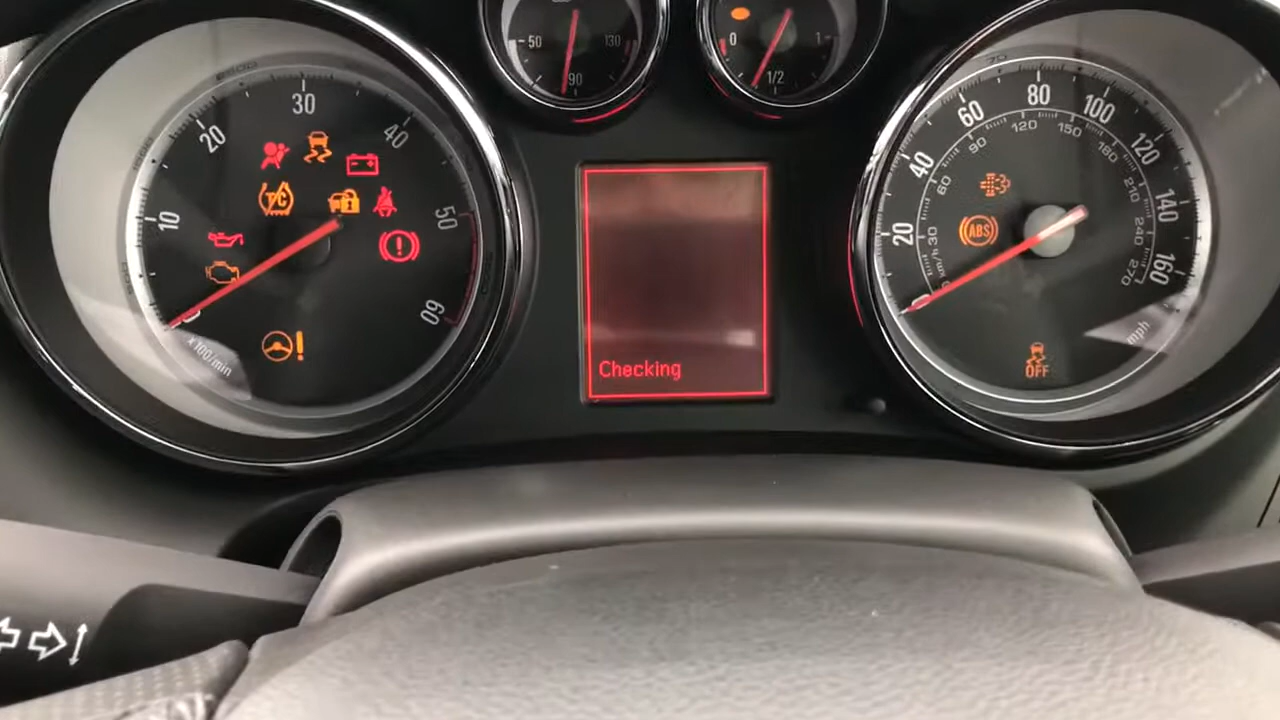 50 130
90
0 1
1/2
10 20 30 40 50 60
T/C
x100/min
Checking
20 40 60 80 100 120 140 160
30 60 90 120 150 180 210 240 270
km/h
ABS
mph
OFF